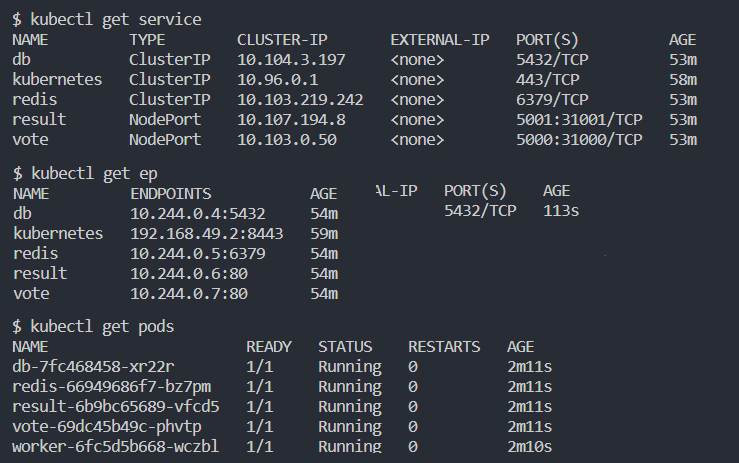 $ kubectl get service
NAME TYPE CLUSTER-IP EXTERNAL-IP PORT(S) AGE
db ClusterIP 10.104.3.197 <none> 5432/TCP 53m
kubernetes ClusterIP 10.96.0.1 <none> 443/TCP 58m
redis ClusterIP 10.103.219.242 <none> 6379/TCP 53m
result NodePort 10.107.194.8 <none> 5001:31001/TCP 53m
vote NodePort 10.103.0.50 <none> 5000:31000/TCP 53m
$ kubectl get ep
NAME ENDPOINTS AGE AL-IP PORT(S) AGE
db 10.244.0.4:5432 54m 5432/TCP 113s
kubernetes 192.168.49.2:8443 59m
redis 10.244.0.5:6379 54m
result 10.244.0.6:80 54m
vote 10.244.0.7:80 54m
$ kubectl get pods
NAME READY STATUS RESTARTS AGE
db-7fc468458-xr22r 1/1 Running 0 2m11s
redis-66949686f7-bz7pm 1/1 Running 0 2m11s
result-6b9bc65689-vfcd5 1/1 Running 0 2m11s
vote-69dc45b49c-phvtp 1/1 Running 0 2m11s
worker-6fc5d5b668-wczbl 1/1 Running 0 2m10s